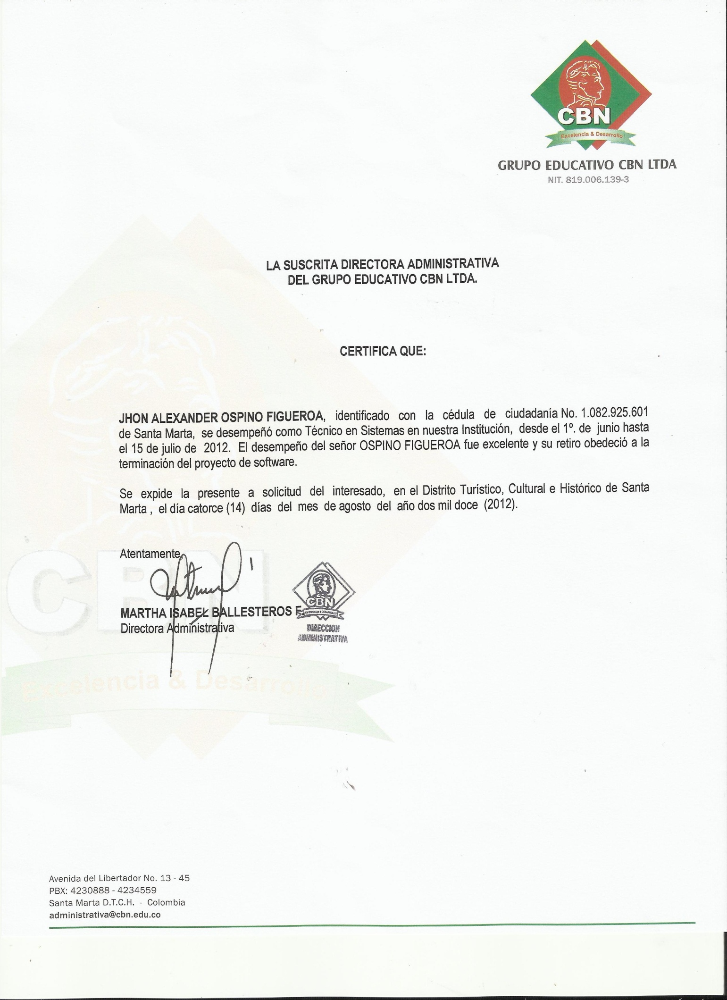 CBN
Excelencia & Desarrollo
GRUPO EDUCATIVO CBN LTDA
NIT. 819.006.139-3
LA SUSCRITA DIRECTORA ADMINISTRATIVA
DEL GRUPO EDUCATIVO CBN LTDA.
CERTIFICA QUE:
JHON ALEXANDER OSPINO FIGUEROA, identificado con la cédula de ciudadanía No. 1.082.925.601
de Santa Marta, se desempeñó como Técnico en Sistemas en nuestra Institución, desde el 1º. de junio hasta
el 15 de julio de 2012. El desempeño del señor OSPINO FIGUEROA fue excelente y su retiro obedeció a la
terminación del proyecto de software.
Se expide la presente a solicitud del interesado, en el Distrito Turístico, Cultural e Histórico de Santa
Marta , el día catorce (14) días del mes de agosto del año dos mil doce (2012).
Atentamente,
MARTHA ISABEL BALLESTEROS F.
Directora Administrativa
CBN
EXCELENCIA & DESARROLLO
DIRECCION
ADMINISTRATIVA
CBN
Excelencia & Desarrollo
Avenida del Libertador No. 13 - 45
PBX: 4230888 - 4234559
Santa Marta D.T.C.H. - Colombia
administrativa@cbn.edu.co